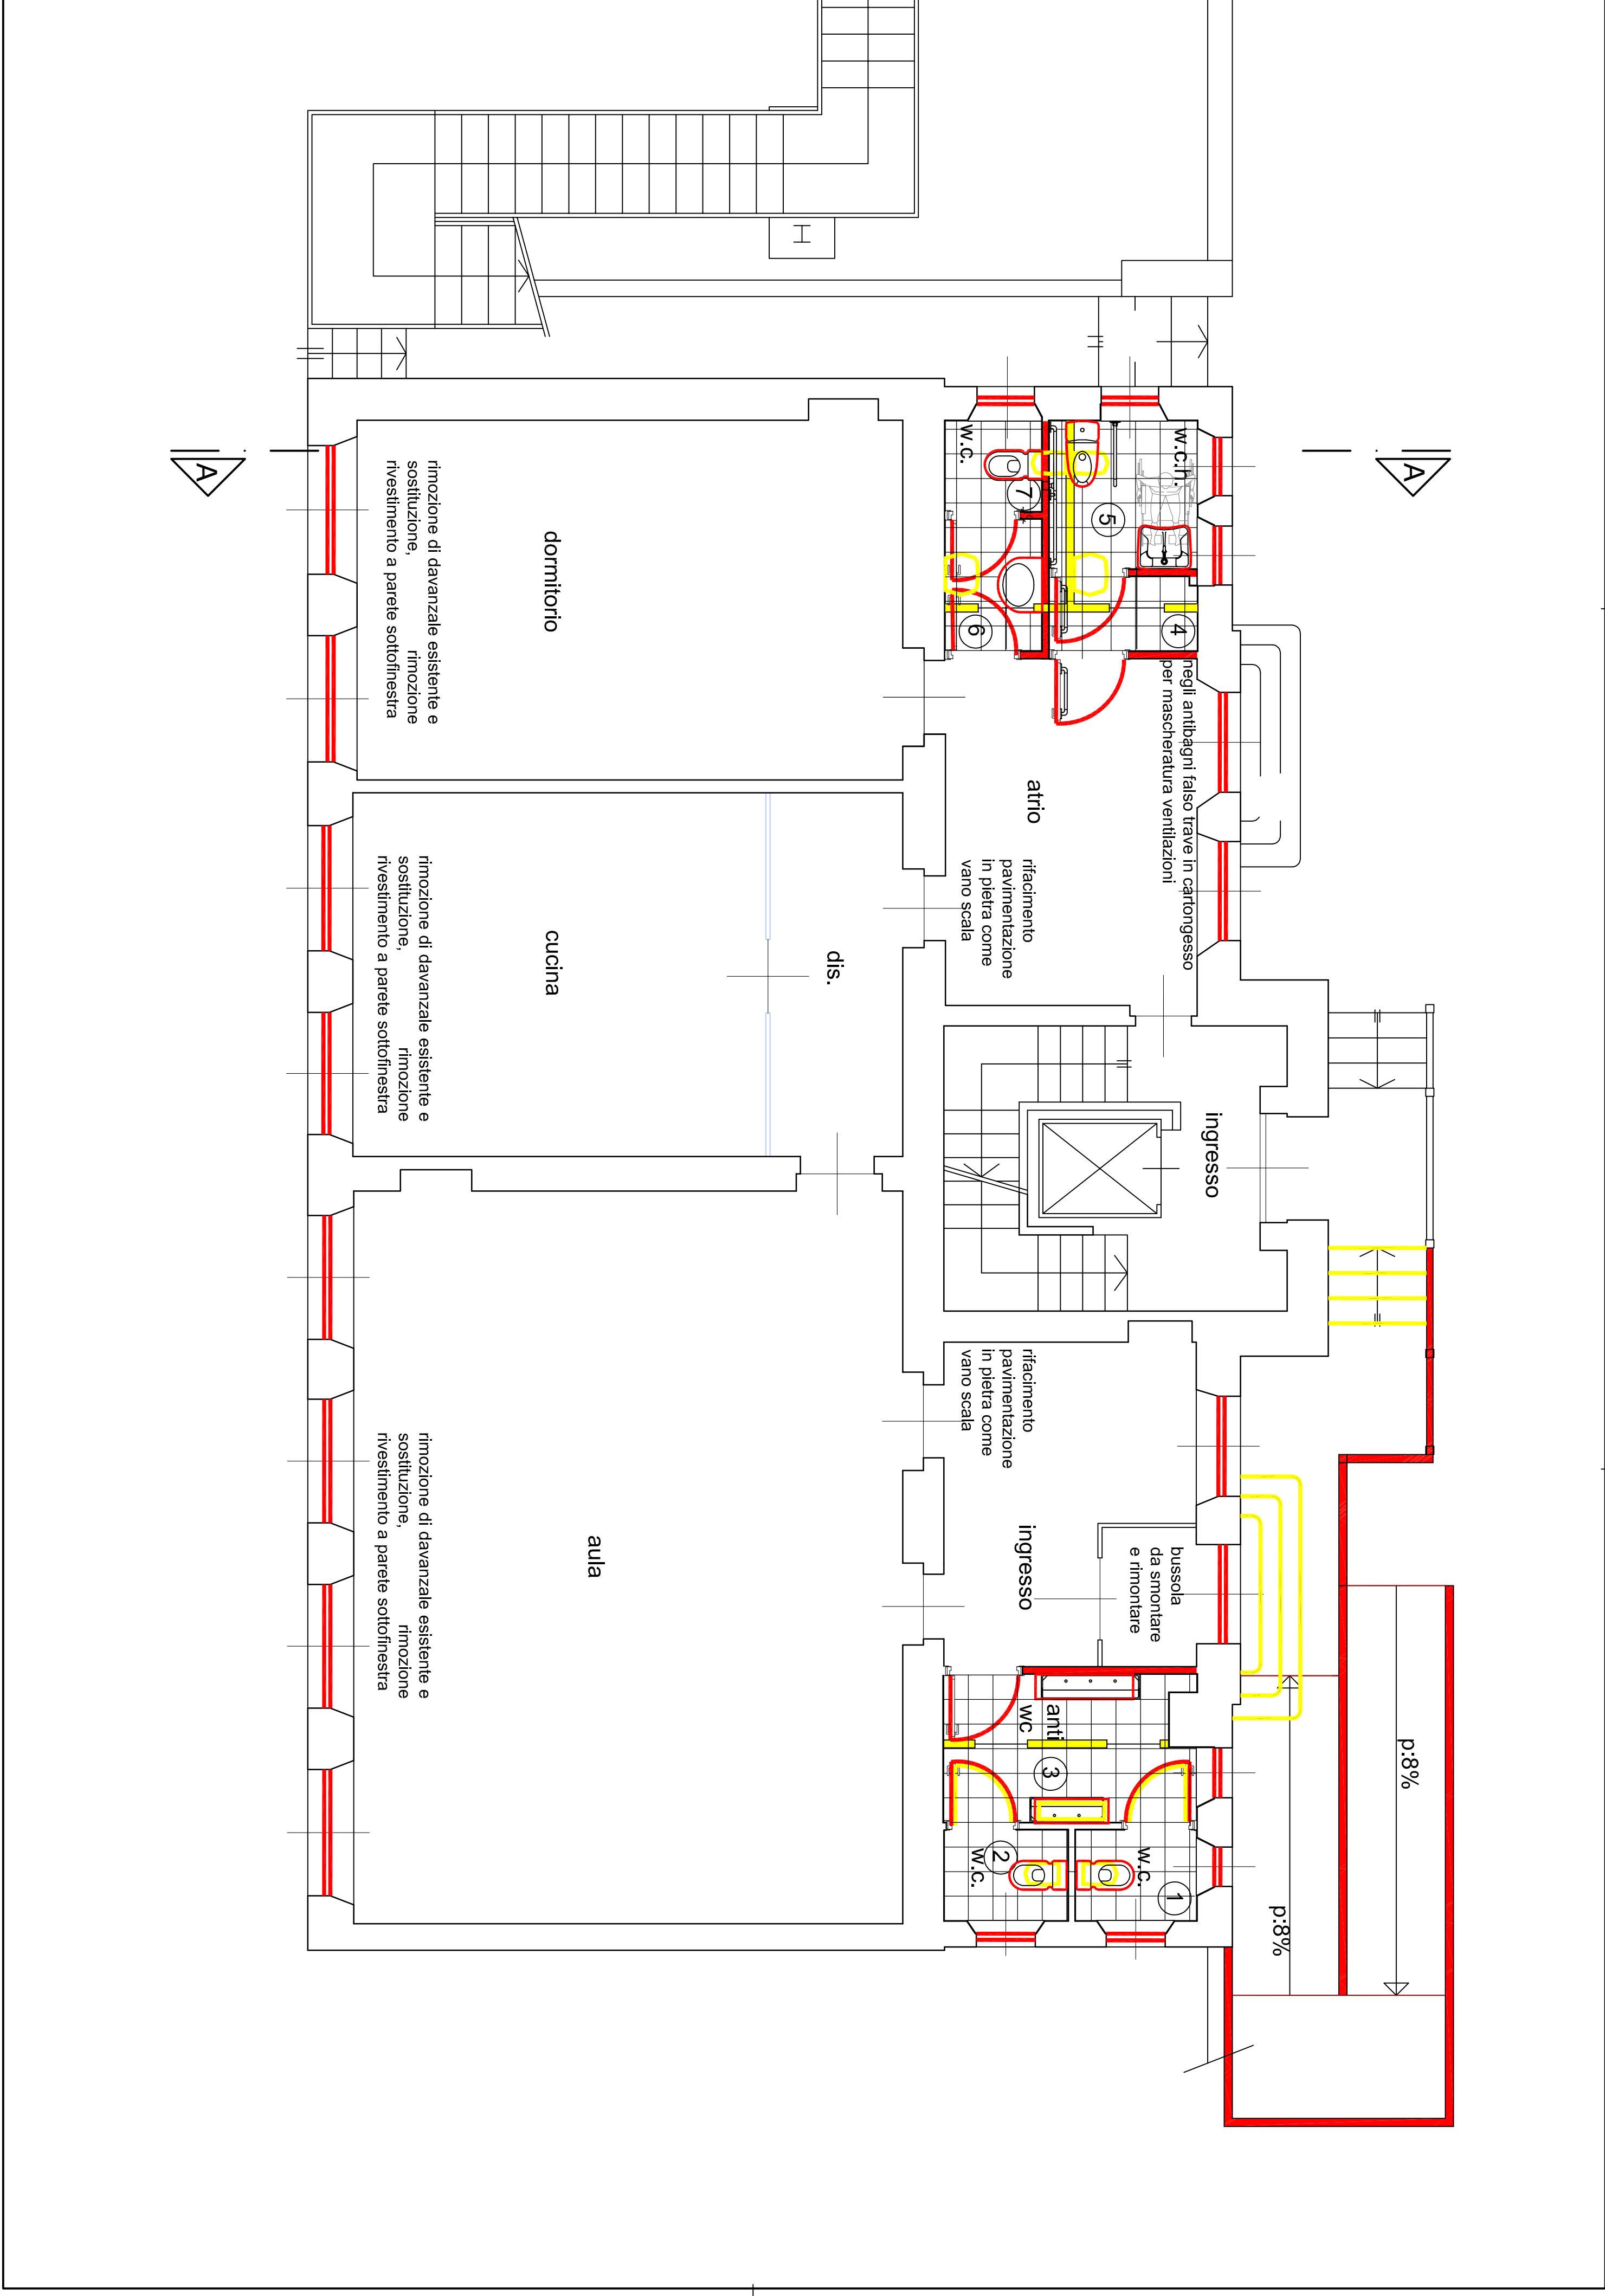 H
A
A
w.c.h.
w.c.
7
5
6
4
negli antibagni falso trave in cartongesso
per mascheratura ventilazioni
dormitorio
rimozione di davanzale esistente e
sostituzione, rimozione
rivestimento a parete sottofinestra
atrio
rifacimento
pavimentazione
in pietra come
vano scala
dis.
cucina
rimozione di davanzale esistente e
sostituzione, rimozione
rivestimento a parete sottofinestra
ingresso
rifacimento
pavimentazione
in pietra come
vano scala
ingresso
bussola
da smontare
e rimontare
aula
rimozione di davanzale esistente e
sostituzione, rimozione
rivestimento a parete sottofinestra
anti
wc
3
w.c.
1
2
w.c.
p:8%
p:8%